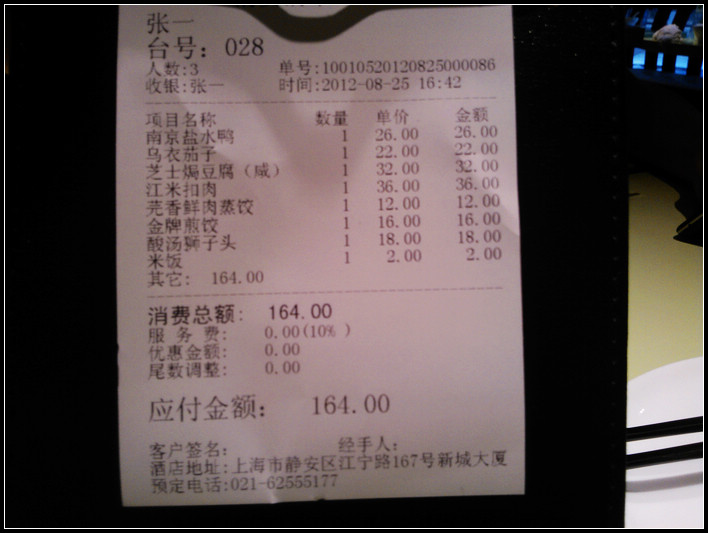 张一
台号: 028
人数:3 单号:10010520120825000086
收银:张一 时间:2012-08-25 16:42
项目名称 数量 单价 金额
南京盐水鸭 1 26.00 26.00
乌衣茄子 1 22.00 22.00
芝士焗豆腐（咸） 1 32.00 32.00
江米扣肉 1 36.00 36.00
芫香鲜肉蒸饺 1 12.00 12.00
金牌煎饺 1 16.00 16.00
酸汤狮子头 1 18.00 18.00
米饭 1 2.00 2.00
其它: 164.00
消费总额: 164.00
服 务 费: 0.00(10% )
优惠金额: 0.00
尾数调整: 0.00
应付金额: 164.00
客户签名: 经手人:
酒店地址:上海市静安区江宁路167号新城大厦
预定电话:021-62555177